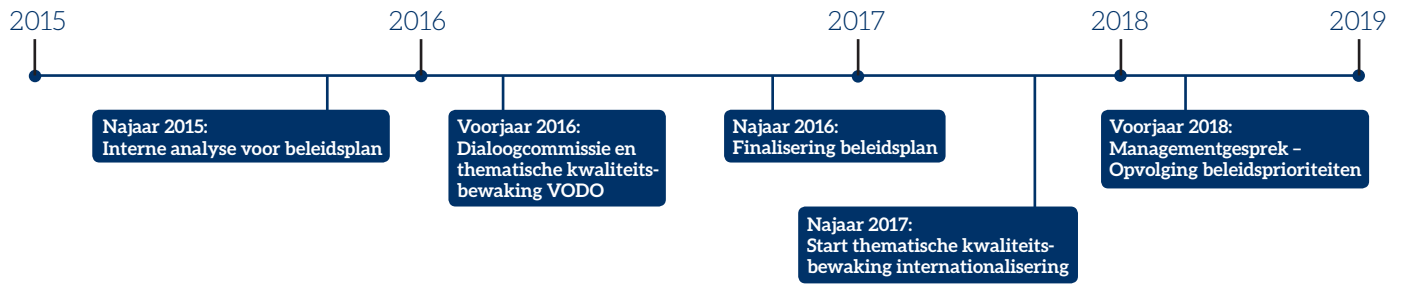 2015
2016
2017
2018
2019
Najaar 2015:
Interne analyse voor beleidsplan
Voorjaar 2016:
Dialoogcommissie en
thematische kwaliteits-
bewaking VODO
Najaar 2016:
Finalisering beleidsplan
Najaar 2017:
Start thematische kwaliteits-
bewaking internationalisering
Voorjaar 2018:
Managementgesprek –
Opvolging beleidsprioriteiten